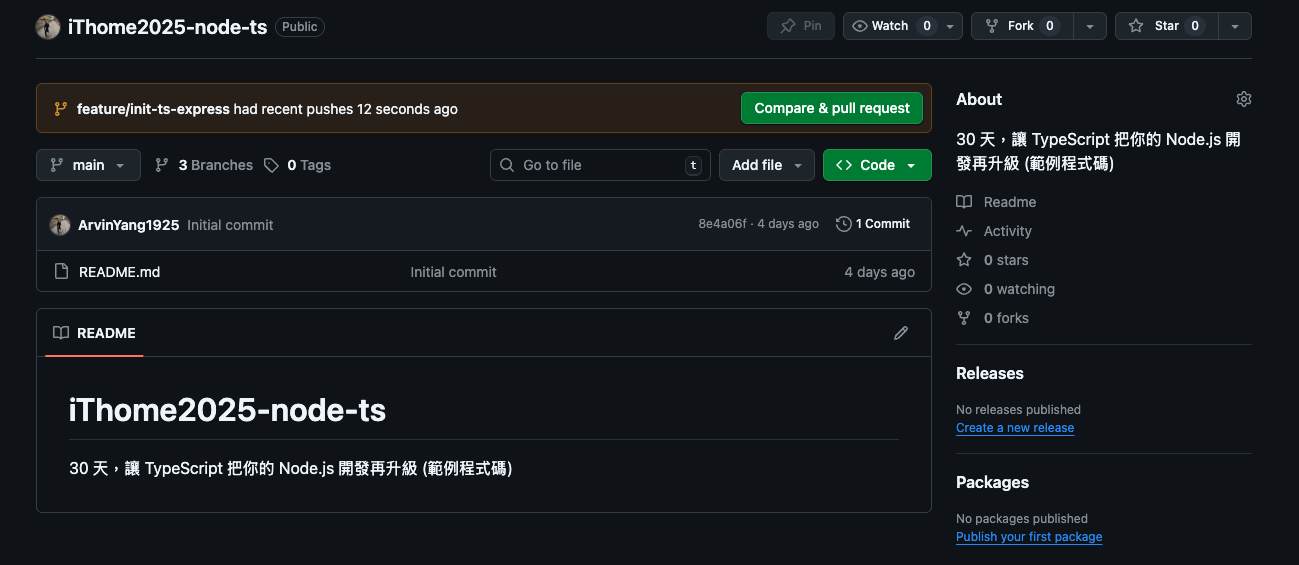 iThome2025-node-ts Public Pin Watch 0 Fork 0 Star 0
feature/init-ts-express had recent pushes 12 seconds ago Compare & pull request
main 3 Branches 0 Tags Go to file t Add file Code
ArvinYang1925 Initial commit 8e4a06f · 4 days ago 1 Commit
README.md Initial commit 4 days ago
README
iThome2025-node-ts
30 天，讓 TypeScript 把你的 Node.js 開發再升級 (範例程式碼)
About
30 天，讓 TypeScript 把你的 Node.js 開
發再升級 (範例程式碼)
Readme
Activity
0 stars
0 watching
0 forks
Releases
No releases published
Create a new release
Packages
No packages published
Publish your first package